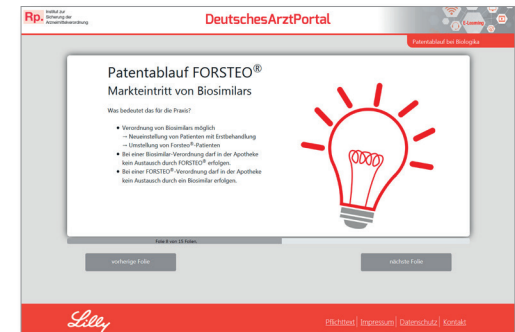 Rp. Institut zur
Sicherung der
Arzneimittelverordnung
DeutschesArztPortal
E-Learning
Patentablauf bei Biologika
Patentablauf FORSTEO®
Markteintritt von Biosimilars
Was bedeutet das für die Praxis?
• Verordnung von Biosimilars möglich
→ Neueinstellung von Patienten mit Erstbehandlung
→ Umstellung von Forsteo®-Patienten
• Bei einer Biosimilar-Verordnung darf in der Apotheke
kein Austausch durch FORSTEO® erfolgen.
• Bei einer FORSTEO®-Verordnung darf in der Apotheke
kein Austausch durch ein Biosimilar erfolgen.
Folie 8 von 15 Folien
vorherige Folie
nächste Folie
Lilly
Pflichttext | Impressum | Datenschutz | Kontakt